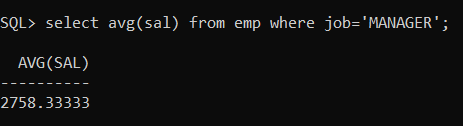 SQL> select avg(sal) from emp where job='MANAGER';
AVG(SAL)
----------
2758.33333